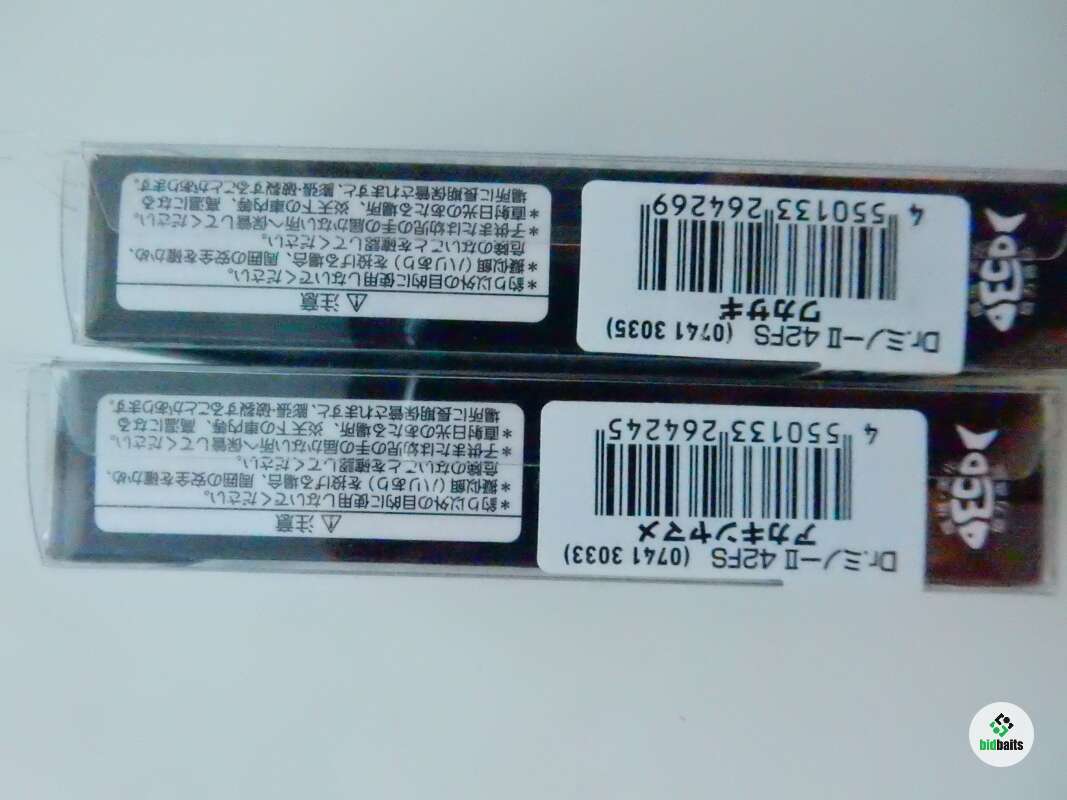 Dr.ミノーⅡ 42FS (0741 3033)
アカキンヤマメ
4 550133 264245
⚠ 注意
＊釣り以外の目的に使用しないでください。
＊擬似餌（ハリあり）を投げる場合、周囲の安全を確かめ、
危険のないことを確認してください。
＊子供または幼児の手の届かない所へ保管してください。
＊直射日光のあたる場所、炎天下の車内等、高温になる
場所に長期保管されますと、膨張・破裂することがあります。
Dr.ミノーⅡ 42FS (0741 3035)
ワカサギ
4 550133 264269
⚠ 注意
＊釣り以外の目的に使用しないでください。
＊擬似餌（ハリあり）を投げる場合、周囲の安全を確かめ、
危険のないことを確認してください。
＊子供または幼児の手の届かない所へ保管してください。
＊直射日光のあたる場所、炎天下の車内等、高温になる
場所に長期保管されますと、膨張・破裂することがあります。
bidbaits